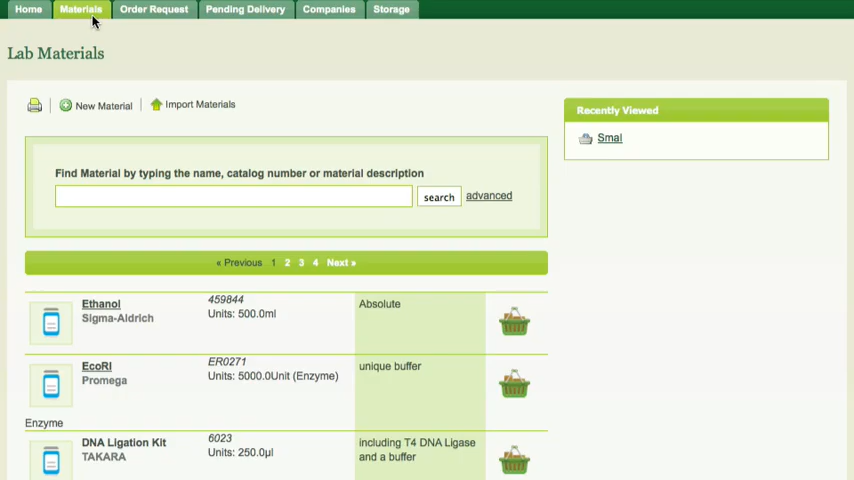 Home Materials Order Request Pending Delivery Companies Storage
Lab Materials
New Material Import Materials
Recently Viewed
SmaI
Find Material by typing the name, catalog number or material description
search advanced
« Previous 1 2 3 4 Next »
Ethanol 459844 Absolute
Sigma-Aldrich Units: 500.0ml
EcoRI ER0271 unique buffer
Promega Units: 5000.0Unit (Enzyme)
Enzyme
DNA Ligation Kit 6023 including T4 DNA Ligase
TAKARA Units: 250.0µl and a buffer